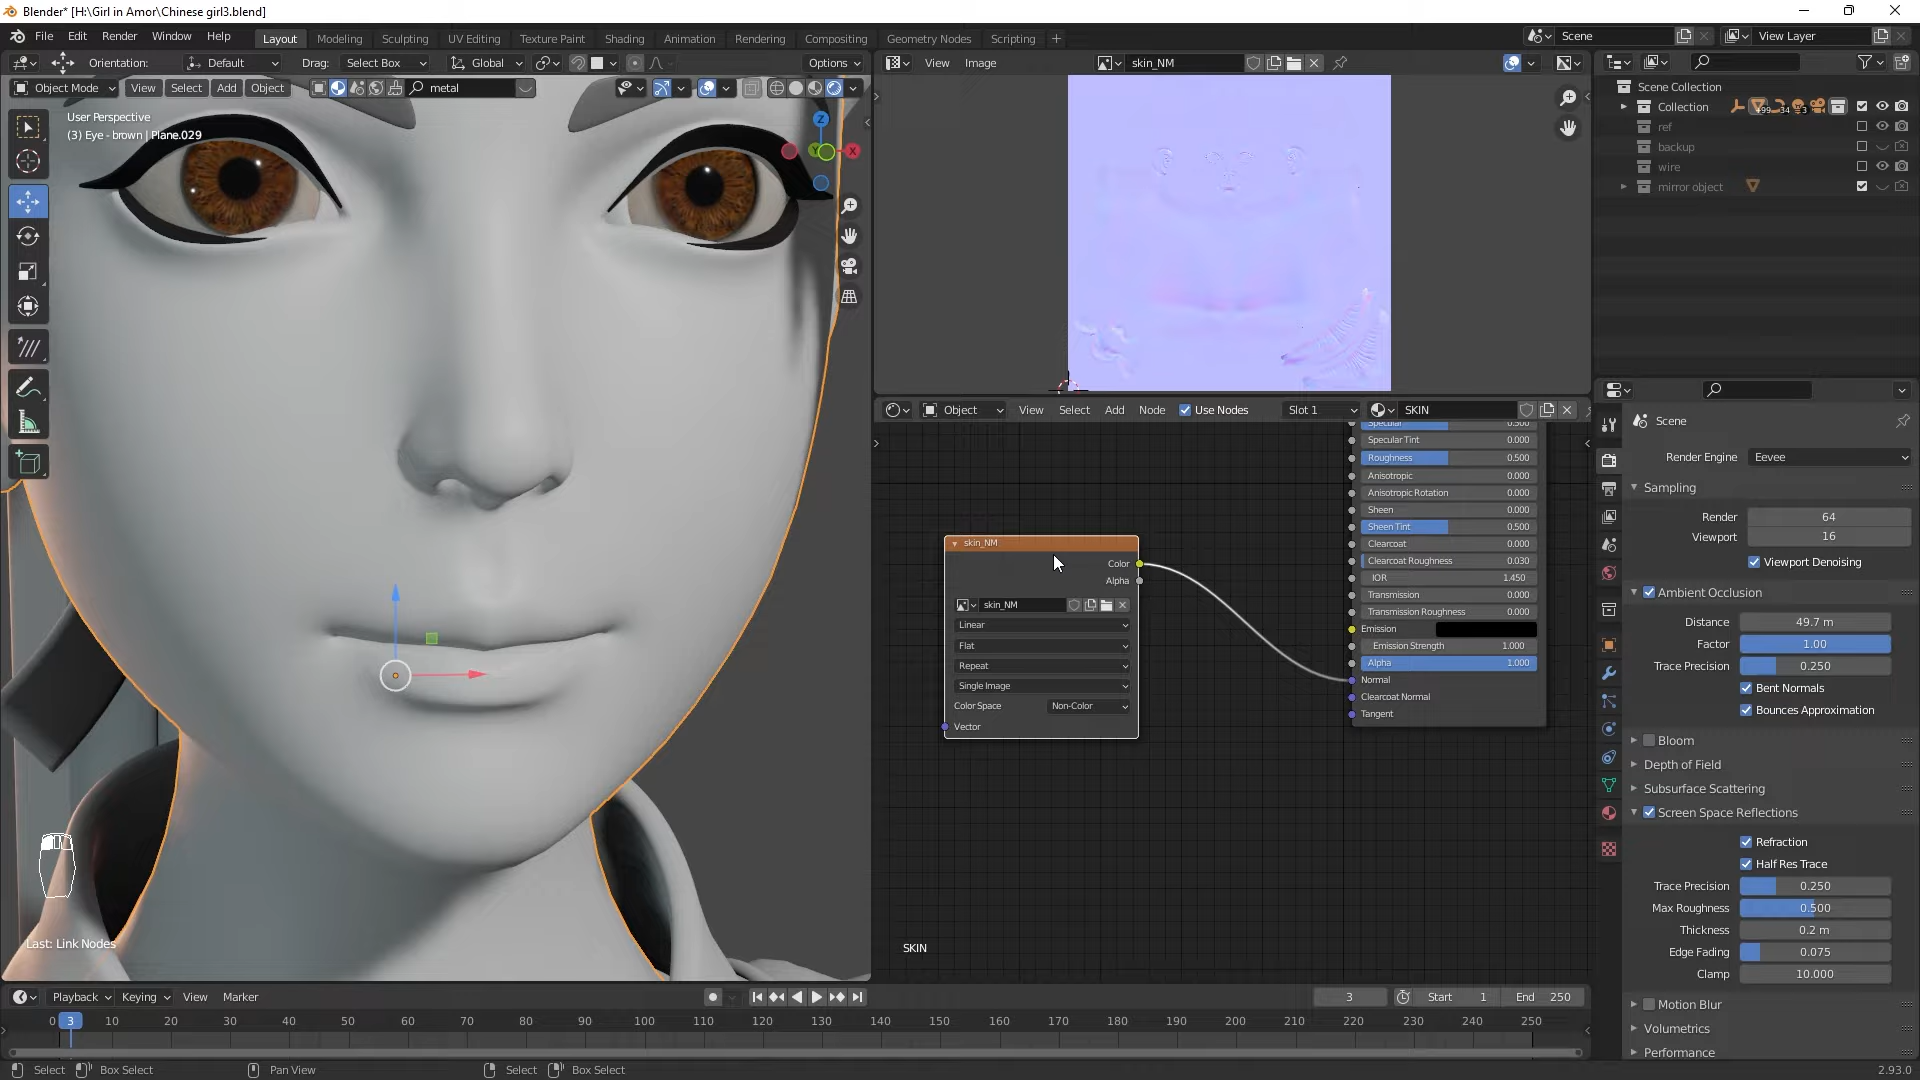 Blender* [H:\Girl in Amor\Chinese girl3.blend]
File Edit Render Window Help Layout Modeling Sculpting UV Editing Texture Paint Shading Animation Rendering Compositing Geometry Nodes Scripting + Scene View Layer
Orientation: Default Drag: Select Box Global Options
View Image skin_NM
Object Mode View Select Add Object metal
User Perspective
(3) Eye - brown | Plane.029
Z
Y
X
Last: Link Nodes
Scene Collection
Collection 99 34 3
ref
backup
wire
mirror object
Object View Select Add Node Use Nodes Slot 1 SKIN
Specular 0.500
Specular Tint 0.000
Roughness 0.500
Anisotropic 0.000
Anisotropic Rotation 0.000
Sheen 0.000
Sheen Tint 0.500
Clearcoat 0.000
Clearcoat Roughness 0.030
IOR 1.450
Transmission 0.000
Transmission Roughness 0.000
Emission
Emission Strength 1.000
Alpha 1.000
Normal
Clearcoat Normal
Tangent
skin_NM
Color
Alpha
skin_NM
Linear
Flat
Repeat
Single Image
Color Space Non-Color
Vector
SKIN
Scene
Render Engine Eevee
Sampling
Render 64
Viewport 16
Viewport Denoising
Ambient Occlusion
Distance 49.7 m
Factor 1.00
Trace Precision 0.250
Bent Normals
Bounces Approximation
Bloom
Depth of Field
Subsurface Scattering
Screen Space Reflections
Refraction
Half Res Trace
Trace Precision 0.250
Max Roughness 0.500
Thickness 0.2 m
Edge Fading 0.075
Clamp 10.000
Motion Blur
Volumetrics
Performance
Playback Keying View Marker 3 Start 1 End 250
0 3 10 20 30 40 50 60 70 80 90 100 110 120 130 140 150 160 170 180 190 200 210 220 230 240 250
Select Box Select Pan View Select Box Select 2.93.0